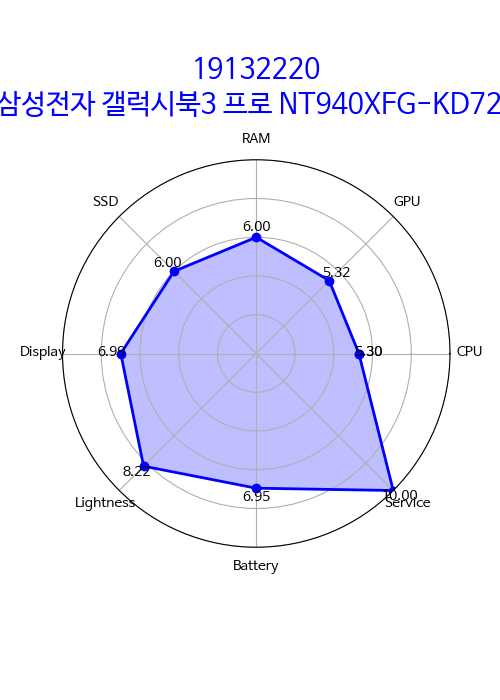 19132220
삼성전자 갤럭시북3 프로 NT940XFG-KD72
RAM
SSD
GPU
6.00
6.00
5.32
Display
6.99
5.30
CPU
8.22
6.95
10.00
Lightness
Service
Battery